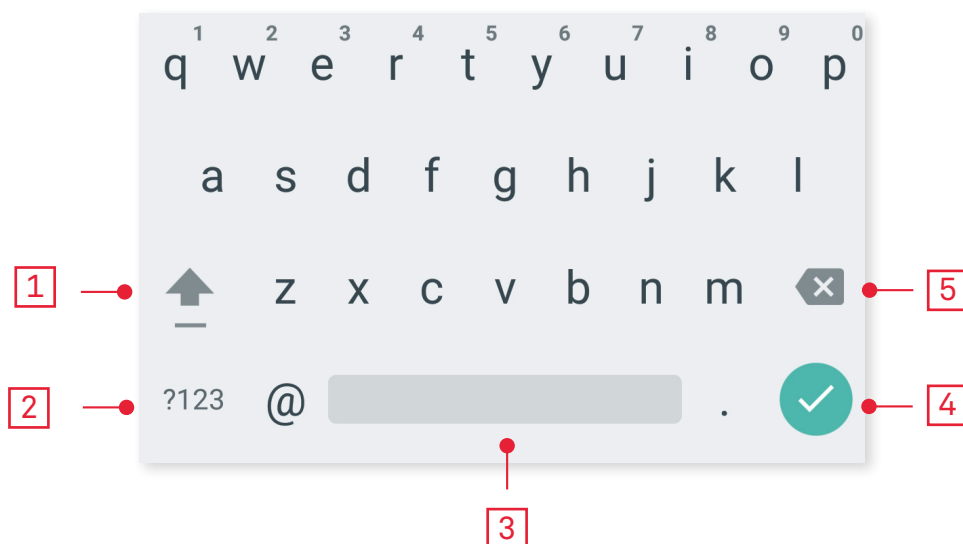 1 2 3 4 5 6 7 8 9 0
q w e r t y u i o p
a s d f g h j k l
1 z x c v b n m 5
2 ?123 @ . 4
3